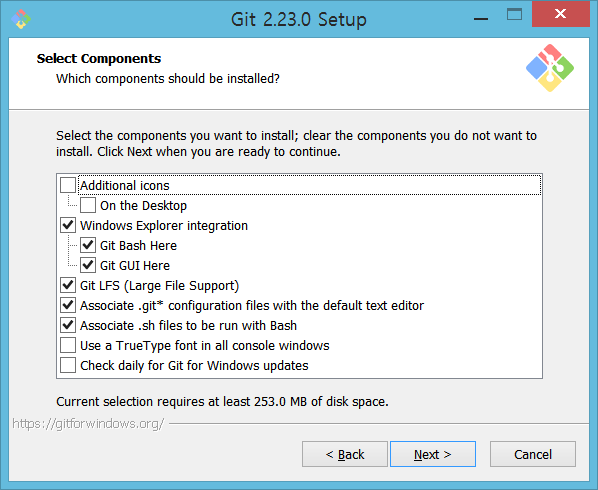 Git 2.23.0 Setup
Select Components
Which components should be installed?
Select the components you want to install; clear the components you do not want to
install. Click Next when you are ready to continue.
Additional icons
On the Desktop
Windows Explorer integration
Git Bash Here
Git GUI Here
Git LFS (Large File Support)
Associate .git* configuration files with the default text editor
Associate .sh files to be run with Bash
Use a TrueType font in all console windows
Check daily for Git for Windows updates
Current selection requires at least 253.0 MB of disk space.
https://gitforwindows.org/
< Back
Next >
Cancel